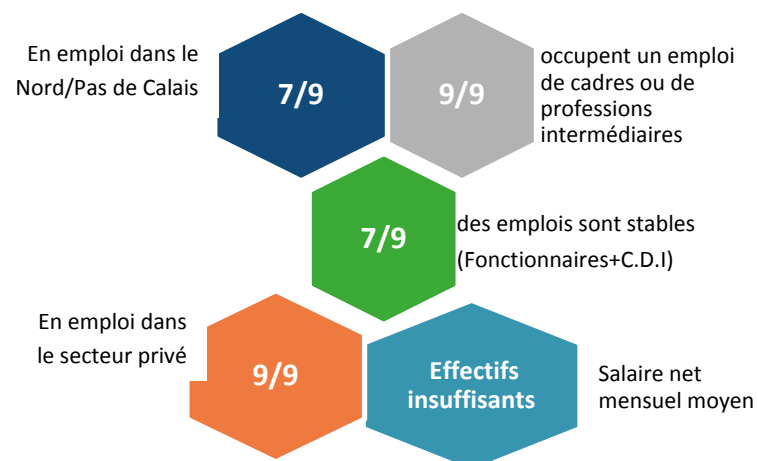 En emploi dans le
Nord/Pas de Calais
7/9
9/9
occupent un emploi
de cadres ou de
professions
intermédiaires
7/9
des emplois sont stables
(Fonctionnaires+C.D.I)
En emploi dans
le secteur privé
9/9
Effectifs
insuffisants
Salaire net
mensuel moyen